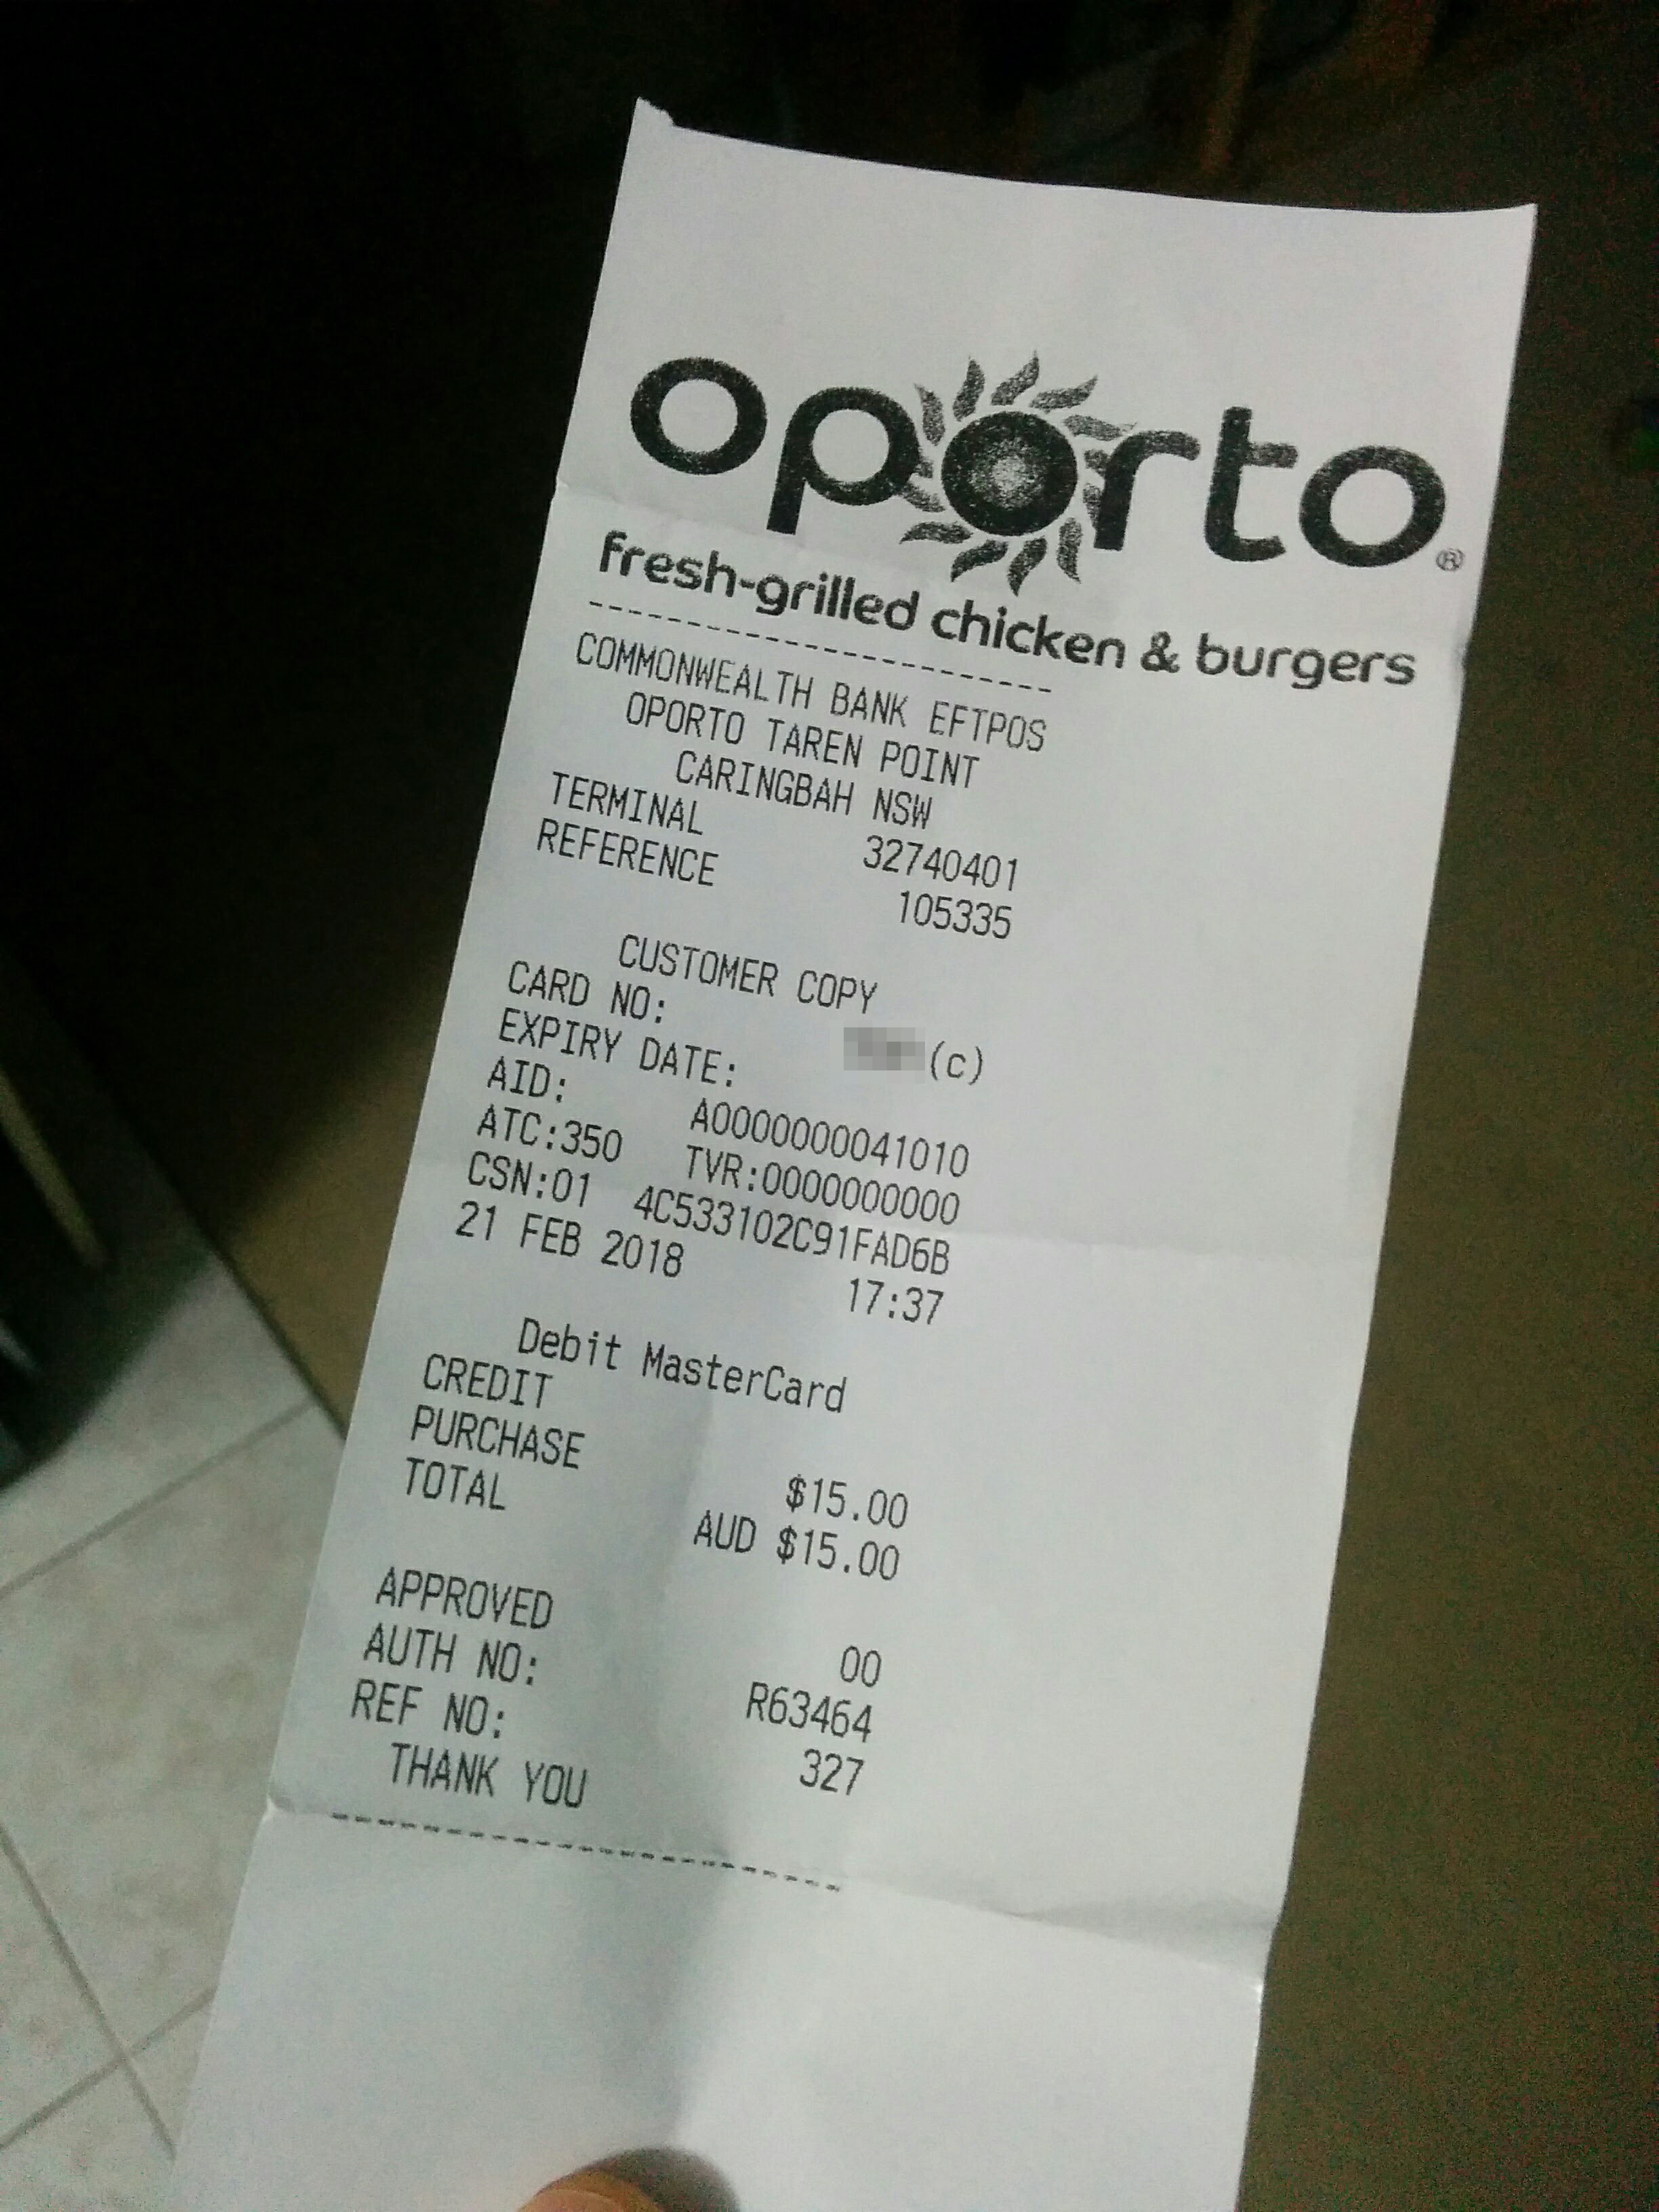 oporto®
fresh-grilled chicken & burgers
--------------------
COMMONWEALTH BANK EFTPOS
OPORTO TAREN POINT
CARINGBAH NSW
TERMINAL 32740401
REFERENCE 105335
CUSTOMER COPY
CARD NO: (c)
EXPIRY DATE:
AID: A0000000041010
ATC:350 TVR:0000000000
CSN:01 4C533102C91FAD6B
21 FEB 2018 17:37
Debit MasterCard
CREDIT
PURCHASE $15.00
TOTAL AUD $15.00
APPROVED 00
AUTH NO: R63464
REF NO: 327
THANK YOU
--------------------